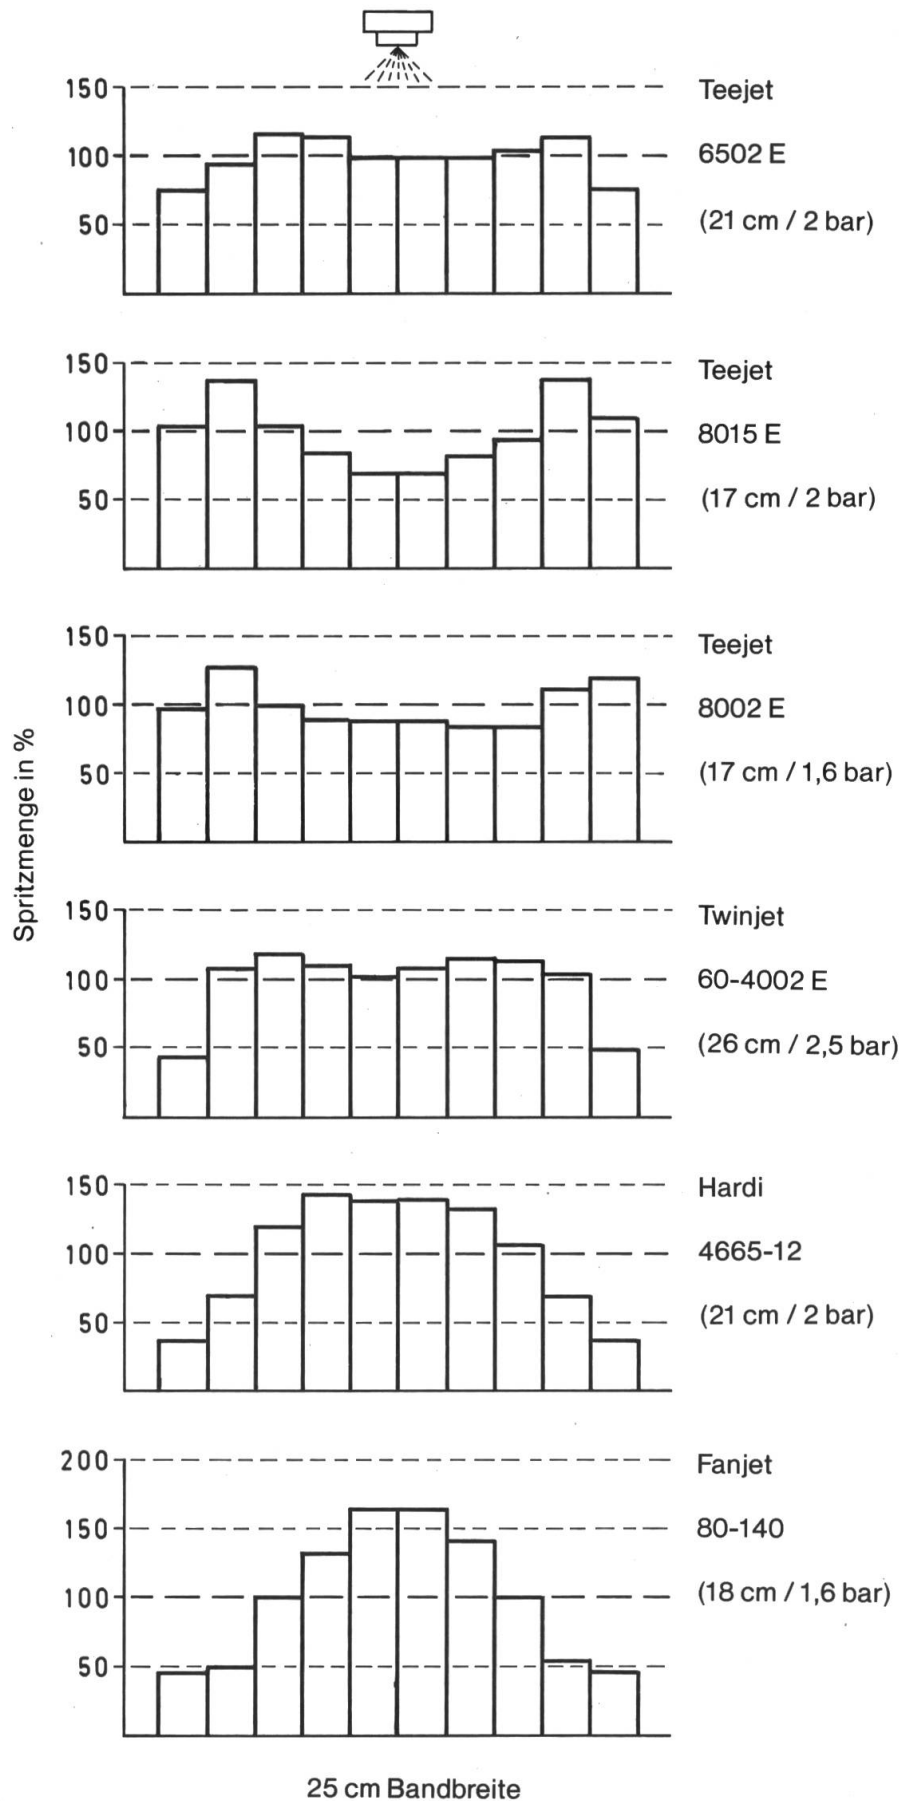 150
100
50
Teejet
6502 E
(21 cm / 2 bar)
150
100
50
Teejet
8015 E
(17 cm / 2 bar)
150
100
50
Teejet
8002 E
(17 cm / 1,6 bar)
Spritzmenge in %
150
100
50
Twinjet
60-4002 E
(26 cm / 2,5 bar)
150
100
50
Hardi
4665-12
(21 cm / 2 bar)
200
150
100
50
Fanjet
80-140
(18 cm / 1,6 bar)
25 cm Bandbreite